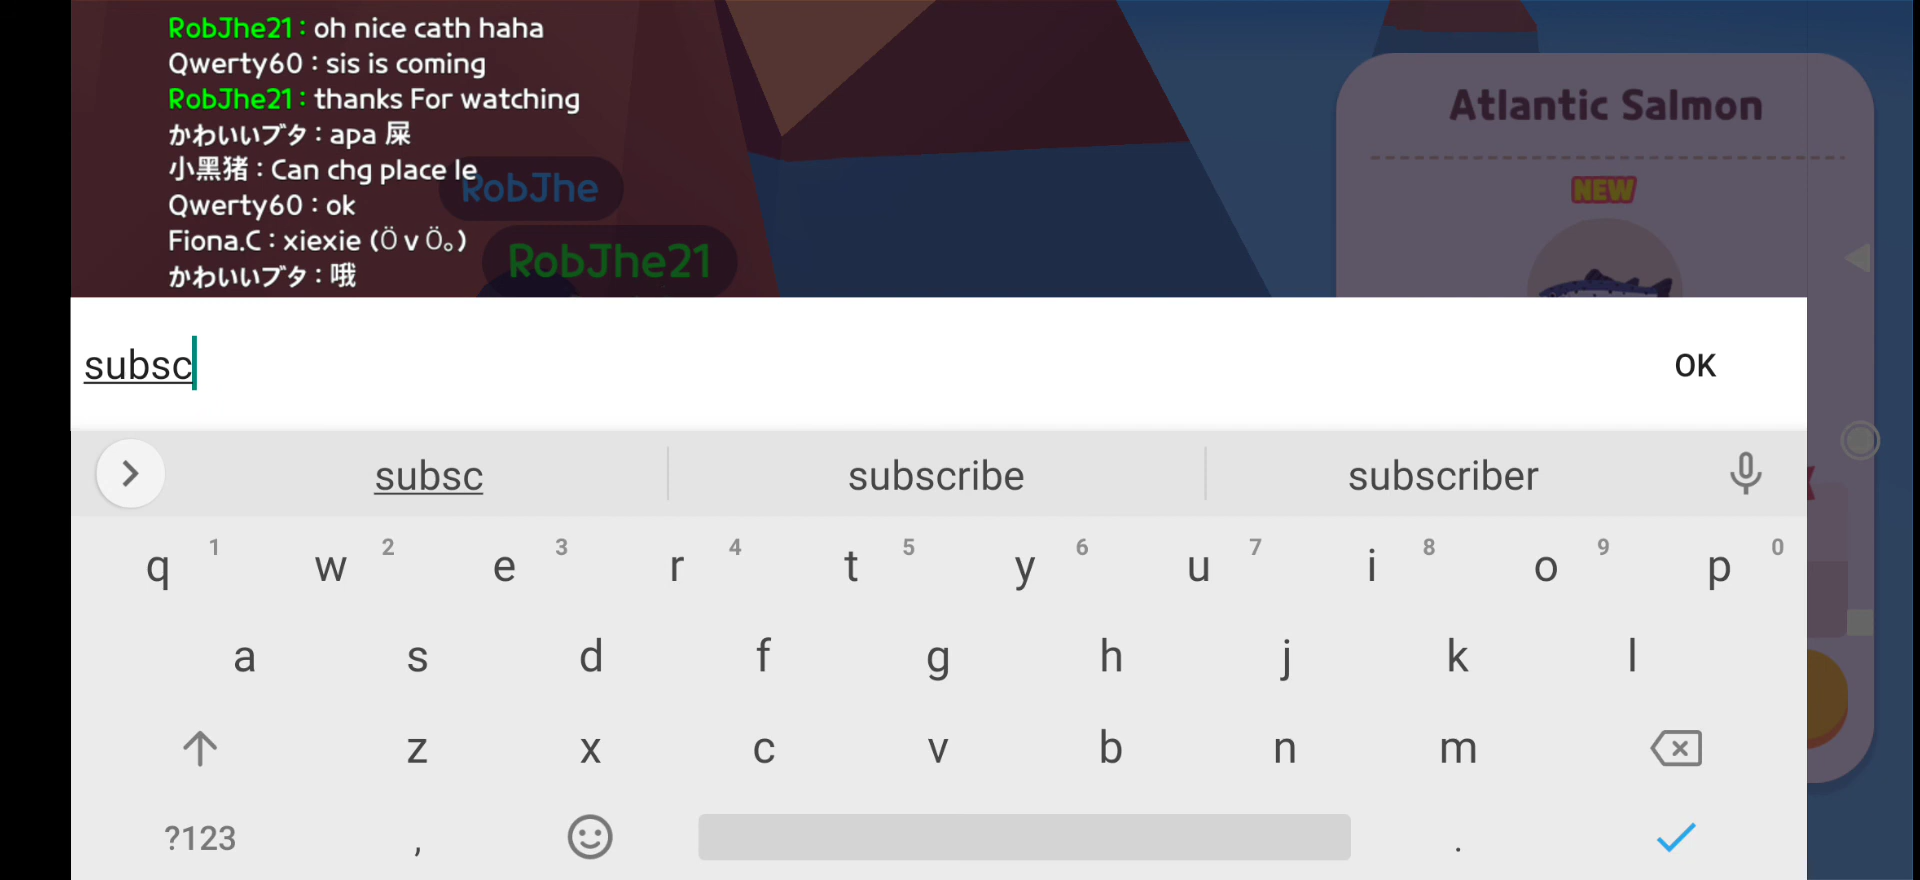 RobJhe21 : oh nice cath haha
Qwerty60 : sis is coming
RobJhe21 : thanks For watching
かわいいブタ : apa 屎
小黑猪 : Can chg place le
Qwerty60 : ok
Fiona.C : xiexie (Ö v Ö。)
かわいいブタ : 哦
RobJhe
RobJhe21
Atlantic Salmon
NEW
subsc
OK
subsc subscribe subscriber
q 1 w 2 e 3 r 4 t 5 y 6 u 7 i 8 o 9 p 0
a s d f g h j k l
z x c v b n m
?123 , .